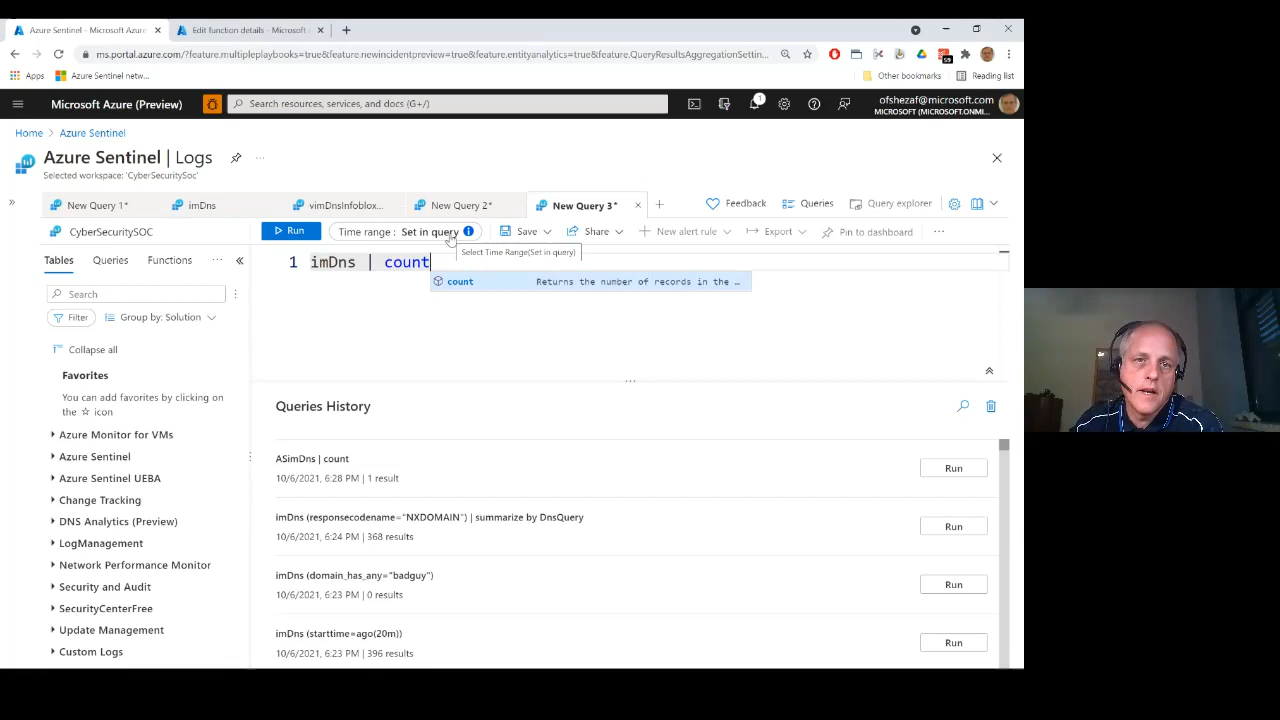 Azure Sentinel - Microsoft Azure
Edit function details - Microsoft A
ms.portal.azure.com/?feature.multipleplaybooks=true&feature.newincidentpreview=true&feature.entityanalytics=true&feature.QueryResultsAggregationSettin...
59
Apps
Azure Sentinel netw...
Other bookmarks
Reading list
Microsoft Azure (Preview)
Search resources, services, and docs (G+/)
1
ofshezaf@microsoft.com
MICROSOFT (MICROSOFT.ONMI...
Home > Azure Sentinel
Azure Sentinel | Logs
Selected workspace: 'CyberSecuritySoc'
New Query 1*
imDns
vimDnsInfoblox...
New Query 2*
New Query 3*
Feedback
Queries
Query explorer
CyberSecuritySOC
Run
Time range : Set in query
Save
Share
New alert rule
Export
Pin to dashboard
Select Time Range(Set in query)
Tables
Queries
Functions
Search
Filter
Group by: Solution
Collapse all
Favorites
You can add favorites by clicking on
the ☆ icon
Azure Monitor for VMs
Azure Sentinel
Azure Sentinel UEBA
Change Tracking
DNS Analytics (Preview)
LogManagement
Network Performance Monitor
Security and Audit
SecurityCenterFree
Update Management
Custom Logs
1 imDns | count
count Returns the number of records in the …
Queries History
ASimDns | count
10/6/2021, 6:28 PM | 1 result
Run
imDns (responsecodename="NXDOMAIN") | summarize by DnsQuery
10/6/2021, 6:24 PM | 368 results
Run
imDns (domain_has_any="badguy")
10/6/2021, 6:23 PM | 0 results
Run
imDns (starttime=ago(20m))
10/6/2021, 6:23 PM | 396 results
Run